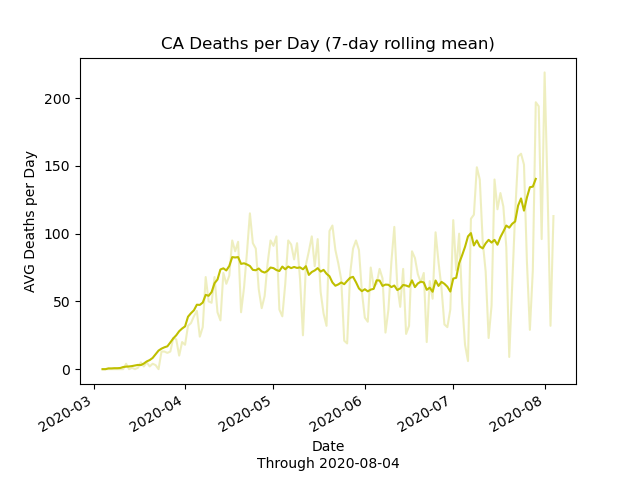 CA Deaths per Day (7-day rolling mean)
AVG Deaths per Day
200
150
100
50
0
2020-03
2020-04
2020-05
2020-06
2020-07
2020-08
Date
Through 2020-08-04